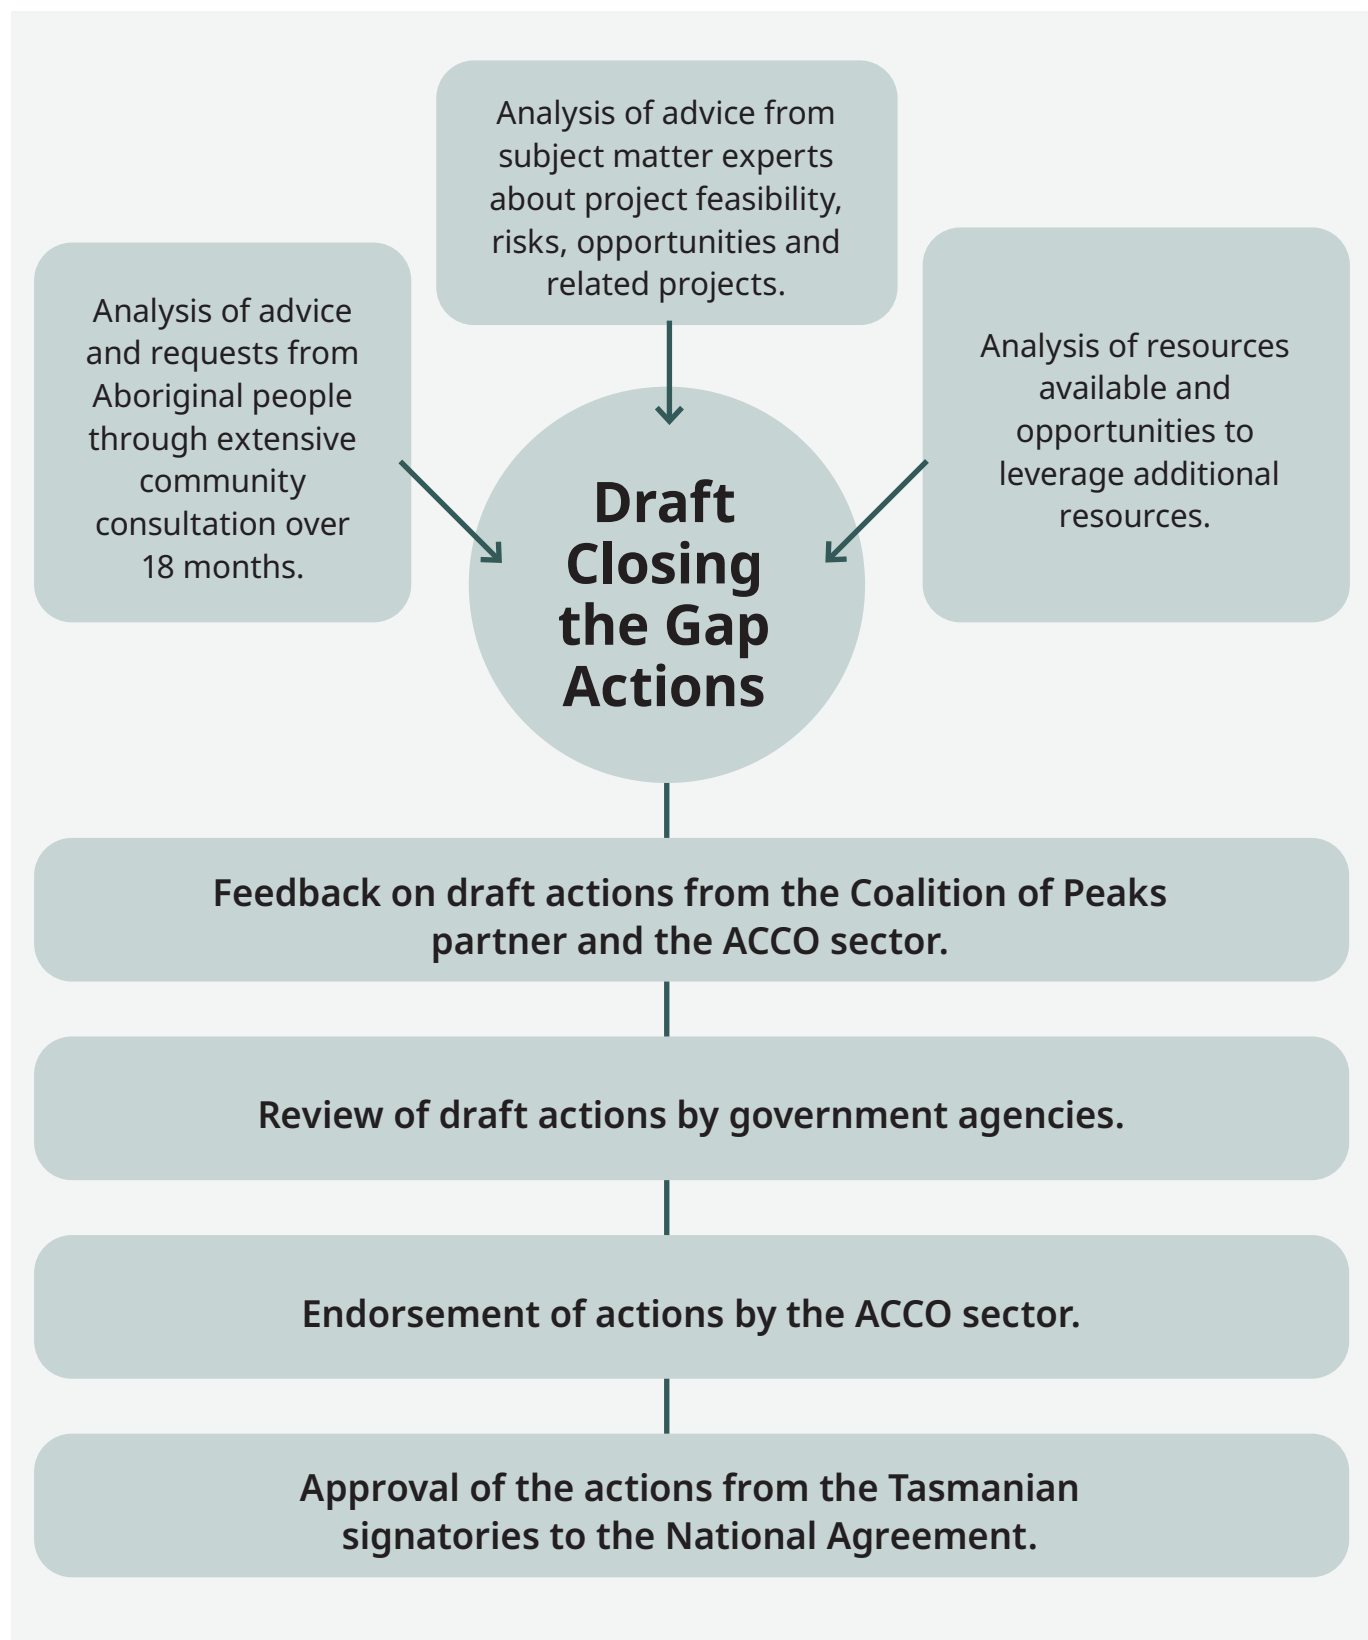 Analysis of advice from
subject matter experts
about project feasibility,
risks, opportunities and
related projects.
Analysis of advice
and requests from
Aboriginal people
through extensive
community
consultation over
18 months.
Analysis of resources
available and
opportunities to
leverage additional
resources.
Draft
Closing
the Gap
Actions
Feedback on draft actions from the Coalition of Peaks
partner and the ACCO sector.
Review of draft actions by government agencies.
Endorsement of actions by the ACCO sector.
Approval of the actions from the Tasmanian
signatories to the National Agreement.